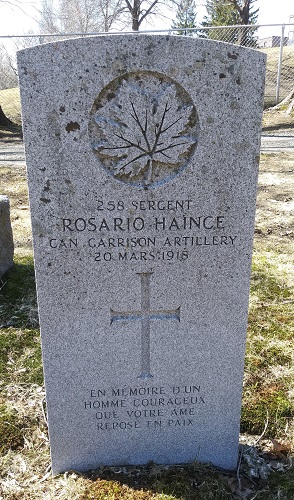 258 SERGENT
ROSARIO HAINCE
CAN. GARRISON ARTILLERY
20 MARS 1918
EN MEMOIRE D'UN
HOMME COURAGEUX
QUE VOTRE AME
REPOSE EN PAIX